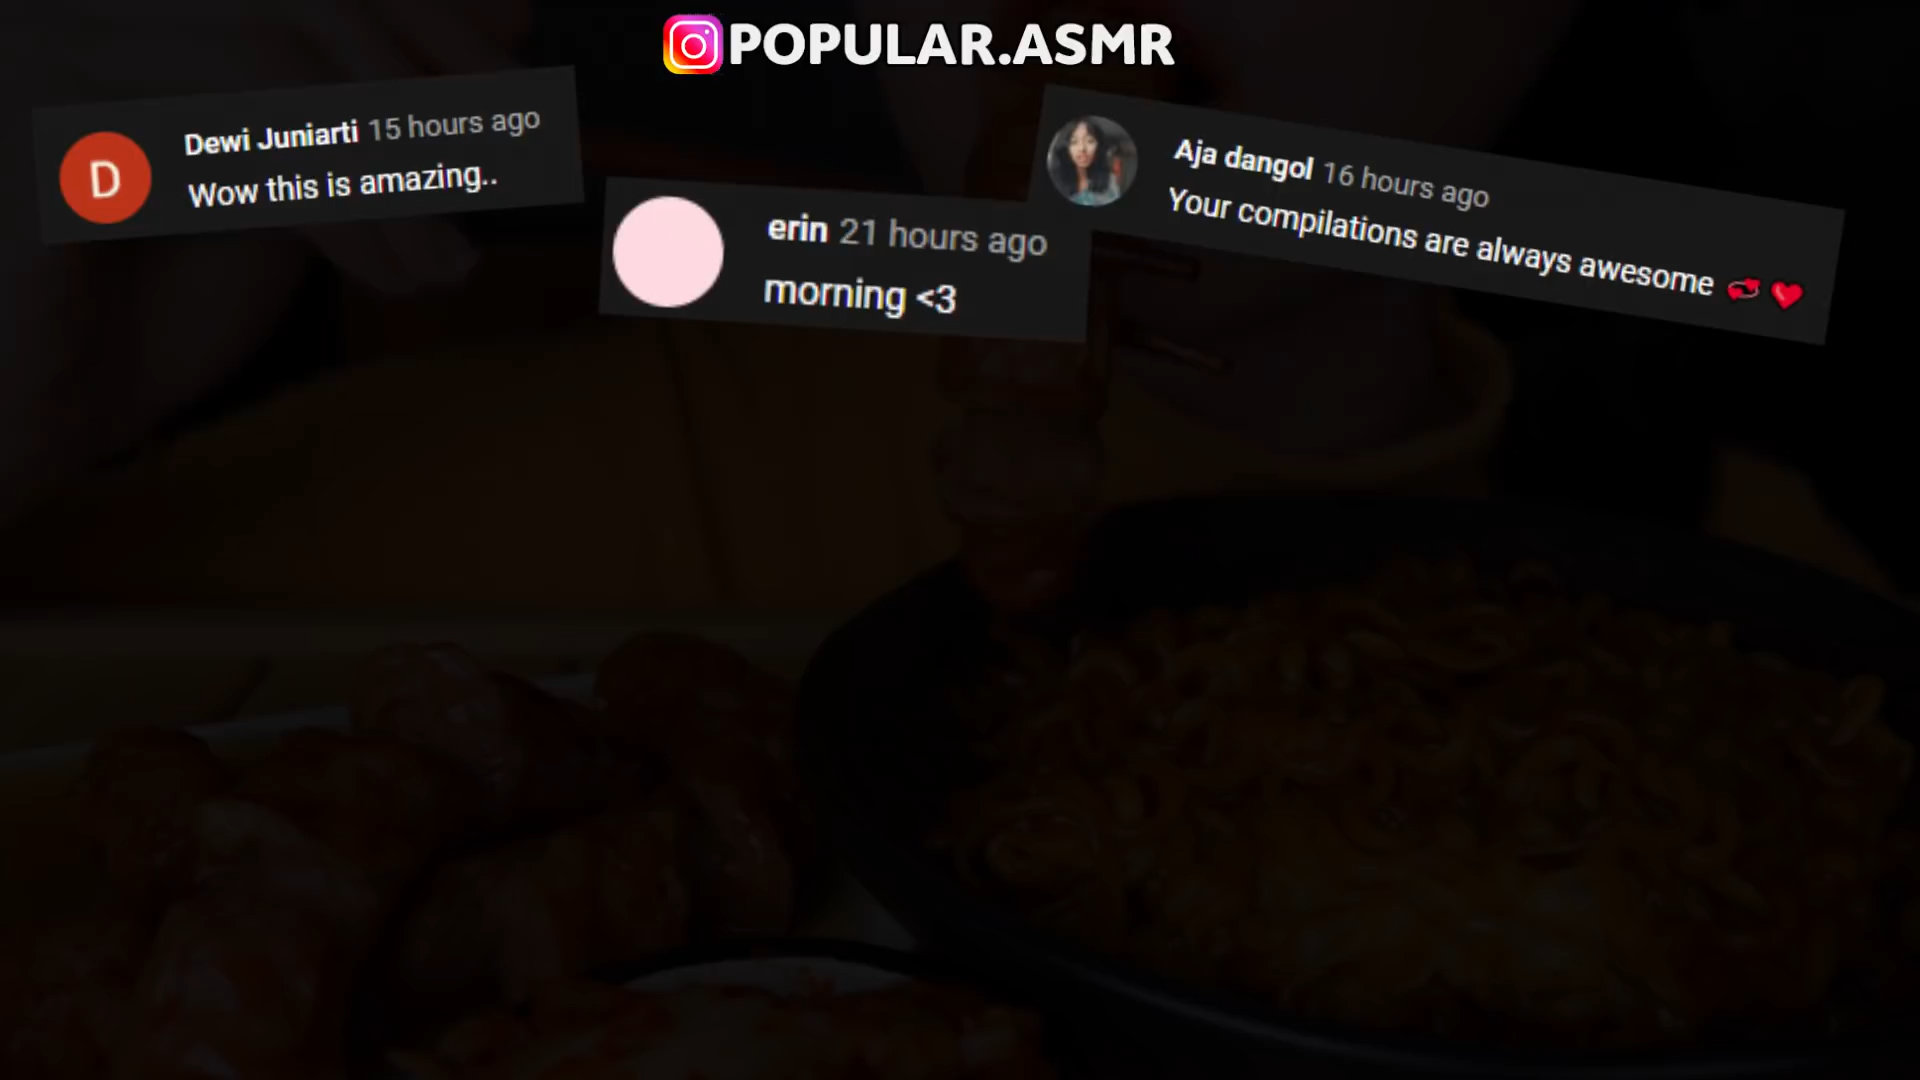 POPULAR.ASMR
D
Dewi Juniarti 15 hours ago
Wow this is amazing..
erin 21 hours ago
morning <3
Aja dangol 16 hours ago
Your compilations are always awesome 💞 ❤️